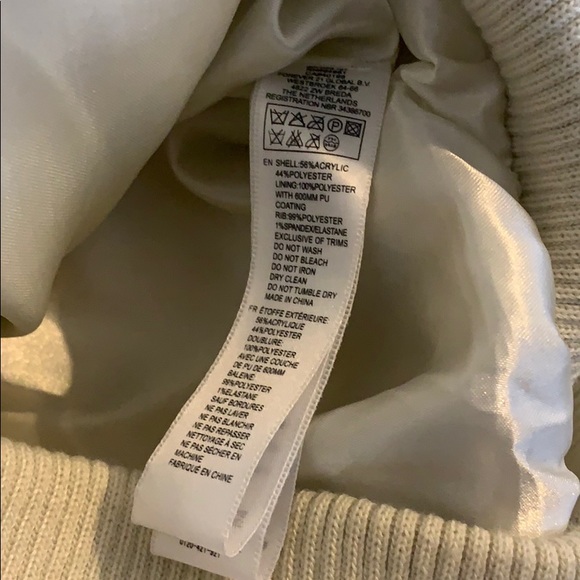 FOREVER 21 GLOBAL B.V.
WESTBROEK 64-66
4822 ZW BREDA
THE NETHERLANDS
REGISTRATION NBR 34366700
P
EN SHELL:56%ACRYLIC
44%POLYESTER
LINING:100%POLYESTER
WITH 600MM PU
COATING
RIB:99%POLYESTER
1%SPANDEX/ELASTANE
EXCLUSIVE OF TRIMS
DO NOT WASH
DO NOT BLEACH
DO NOT IRON
DRY CLEAN
DO NOT TUMBLE DRY
MADE IN CHINA
FR ÉTOFFE EXTÉRIEURE:
56%ACRYLIQUE
44%POLYESTER
DOUBLURE:
100%POLYESTER
AVEC UNE COUCHE
DE PU DE 600MM
BALEINE:
99%POLYESTER
1%ELASTANE
SAUF BORDURES
NE PAS LAVER
NE PAS BLANCHIR
NE PAS REPASSER
NETTOYAGE À SEC
NE PAS SÉCHER EN
MACHINE
FABRIQUÉ EN CHINE